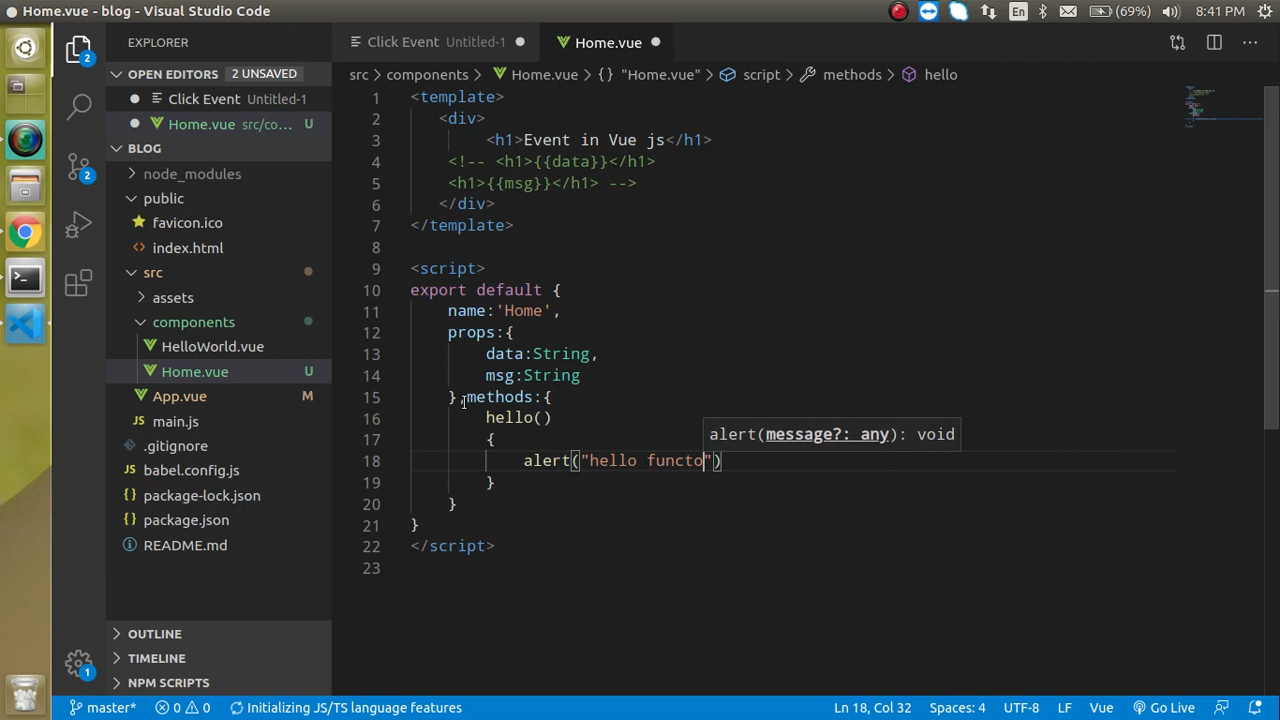 Home.vue - blog - Visual Studio Code
En (69%) 8:41 PM
EXPLORER
OPEN EDITORS 2 UNSAVED
Click Event Untitled-1
Home.vue src/co... U
BLOG
node_modules
public
favicon.ico
index.html
src
assets
components
HelloWorld.vue
Home.vue U
App.vue M
main.js
.gitignore
babel.config.js
package-lock.json
package.json
README.md
OUTLINE
TIMELINE
NPM SCRIPTS
2
2
1
Click Event Untitled-1 Home.vue
src > components > Home.vue > {} "Home.vue" > script > methods > hello
1 <template>
2 <div>
3 <h1>Event in Vue js</h1>
4 <!-- <h1>{{data}}</h1>
5 <h1>{{msg}}</h1> -->
6 </div>
7 </template>
8
9 <script>
10 export default {
11 name:'Home',
12 props:{
13 data:String,
14 msg:String
15 },methods:{
16 hello()
17 {
alert(message?: any): void
18 alert("hello functo")
19 }
20 }
21 }
22 </script>
23
master* 0 0 Initializing JS/TS language features Ln 18, Col 32 Spaces: 4 UTF-8 LF Vue Go Live